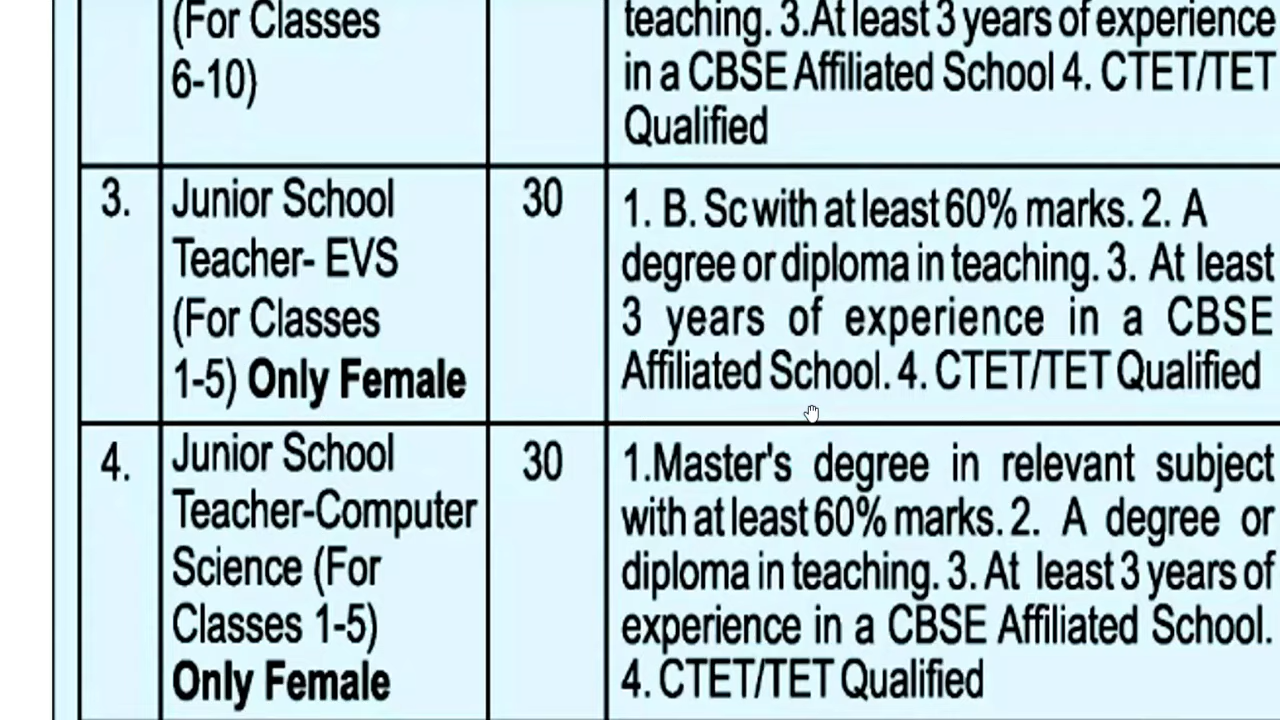 (For Classes
6-10)
teaching. 3.At least 3 years of experience
in a CBSE Affiliated School 4. CTET/TET
Qualified
3.
Junior School
Teacher- EVS
(For Classes
1-5) Only Female
30
1. B. Sc with at least 60% marks. 2. A
degree or diploma in teaching. 3. At least
3 years of experience in a CBSE
Affiliated School. 4. CTET/TET Qualified
4.
Junior School
Teacher-Computer
Science (For
Classes 1-5)
Only Female
30
1.Master's degree in relevant subject
with at least 60% marks. 2. A degree or
diploma in teaching. 3. At least 3 years of
experience in a CBSE Affiliated School.
4. CTET/TET Qualified